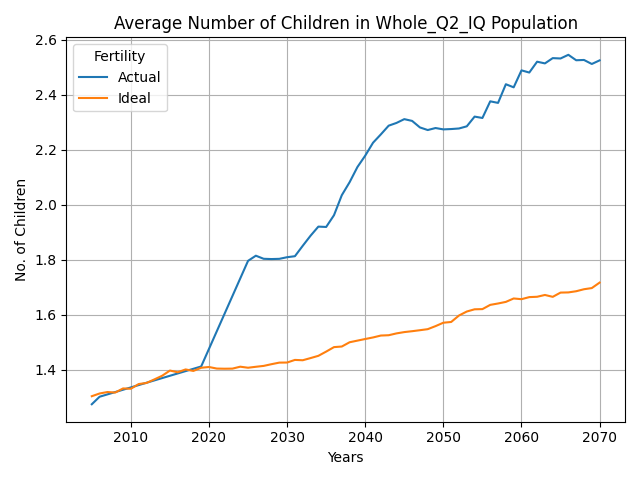 Average Number of Children in Whole_Q2_IQ Population
2.6
2.4
2.2
2.0
1.8
1.6
1.4
No. of Children
Fertility
Actual
Ideal
2010 2020 2030 2040 2050 2060 2070
Years